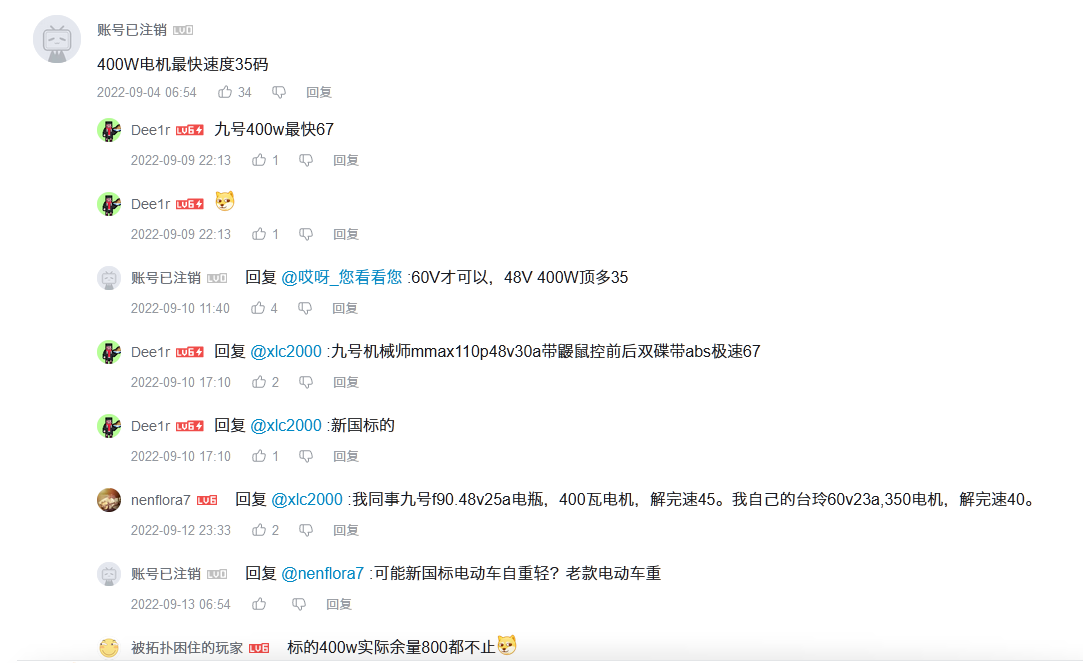 账号已注销 LV0
400W电机最快速度35码
2022-09-04 06:54 34 回复
Dee1r LV6 九号400w最快67
2022-09-09 22:13 1 回复
Dee1r LV6
2022-09-09 22:13 1 回复
账号已注销 LV0 回复 @哎呀_您看看您 :60V才可以，48V 400W顶多35
2022-09-10 11:40 4 回复
Dee1r LV6 回复 @xlc2000 :九号机械师mmax110p48v30a带鼹鼠控前后双碟带abs极速67
2022-09-10 17:10 2 回复
Dee1r LV6 回复 @xlc2000 :新国标的
2022-09-10 17:10 1 回复
nenflora7 LV6 回复 @xlc2000 :我同事九号f90.48v25a电瓶，400瓦电机，解完速45。我自己的台玲60v23a,350电机，解完速40。
2022-09-12 23:33 2 回复
账号已注销 LV0 回复 @nenflora7 :可能新国标电动车自重轻？老款电动车重
2022-09-13 06:54 回复
被拓扑困住的玩家 LV6 标的400w实际余量800都不止